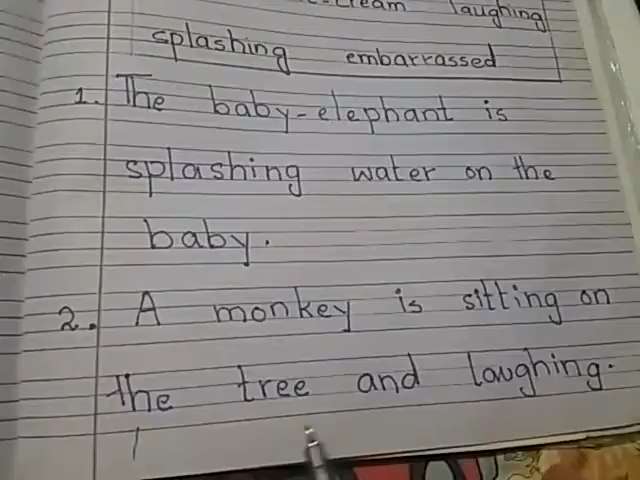 laughing
splashing embarrassed
1. The baby-elephant is
splashing water on the
baby.
2. A monkey is sitting on
the tree and laughing.